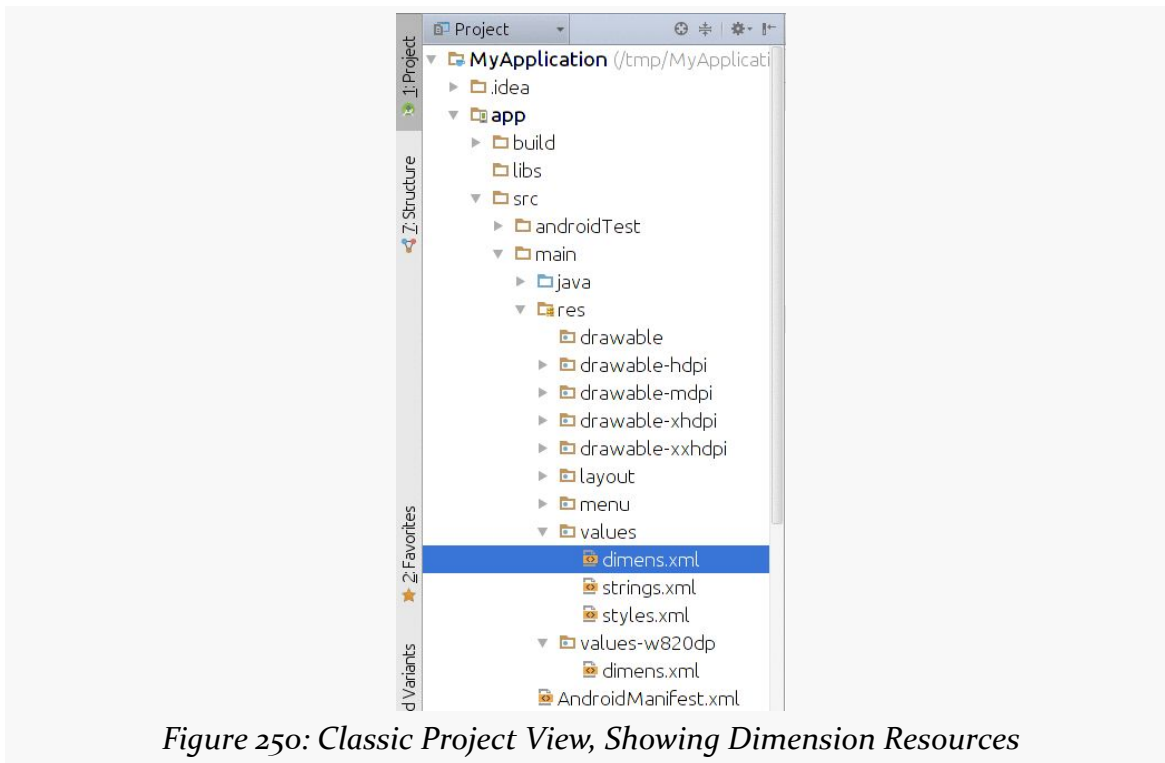 Project
MyApplication (/tmp/MyApplicati
.idea
app
build
libs
src
androidTest
main
java
res
drawable
drawable-hdpi
drawable-mdpi
drawable-xhdpi
drawable-xxhdpi
layout
menu
values
dimens.xml
strings.xml
styles.xml
values-w820dp
dimens.xml
AndroidManifest.xml
1: Project
7: Structure
2: Favorites
d Variants
Figure 250: Classic Project View, Showing Dimension Resources